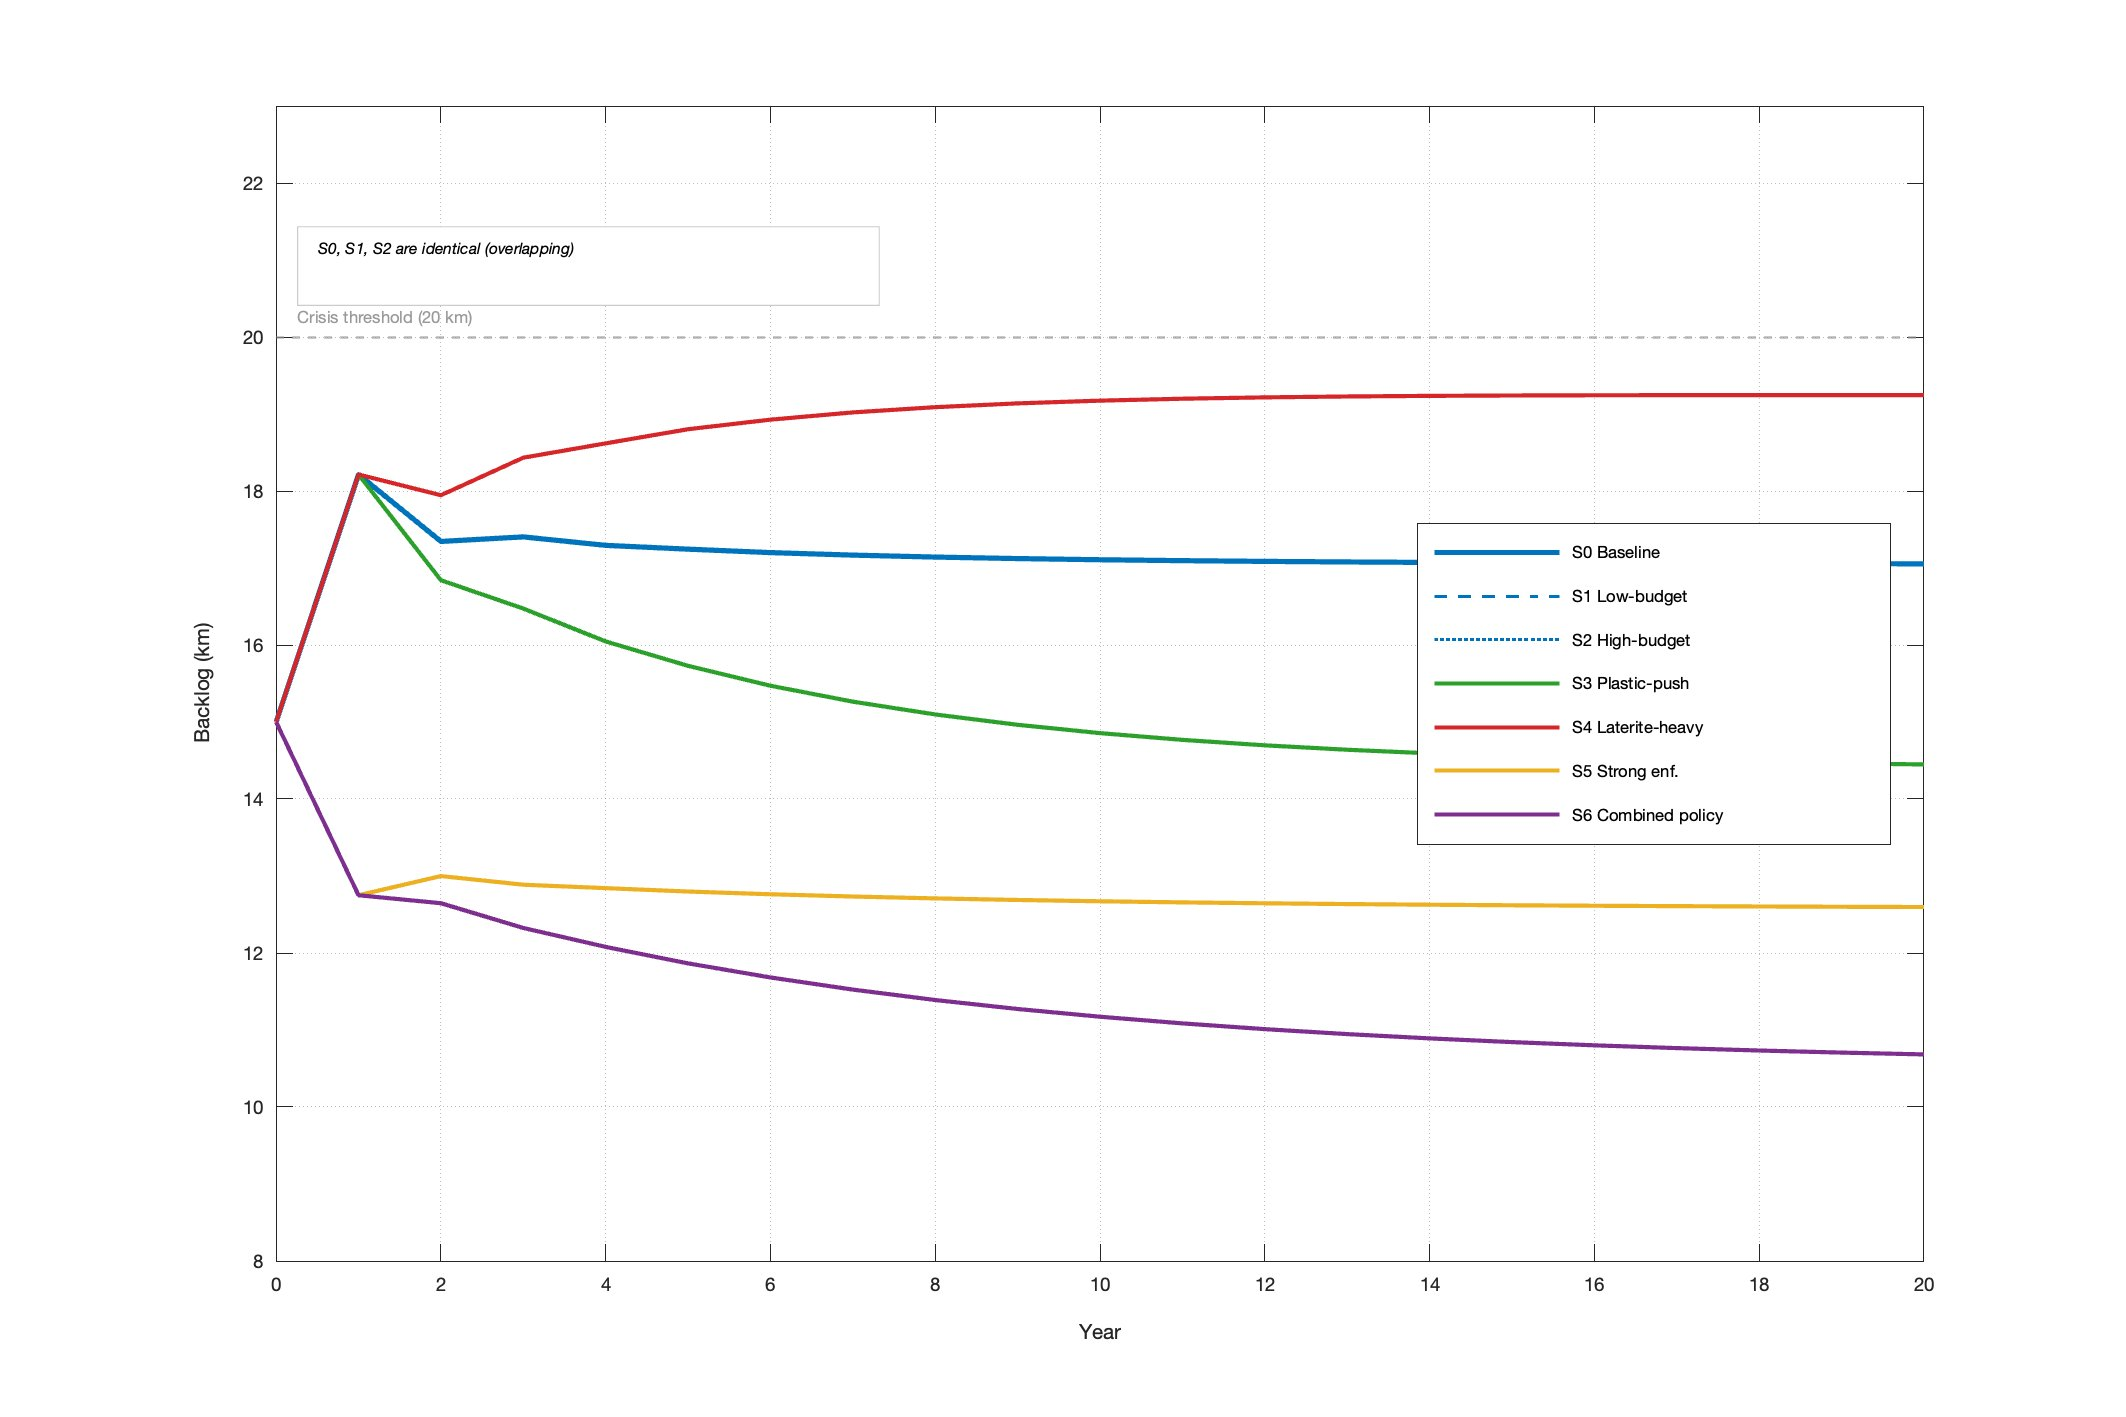 22
S0, S1, S2 are identical (overlapping)
Crisis threshold (20 km)
20
18
S0 Baseline
S1 Low-budget
S2 High-budget
16
S3 Plastic-push
Backlog (km)
S4 Laterite-heavy
S5 Strong enf.
14
S6 Combined policy
12
10
8
0 2 4 6 8 10 12 14 16 18 20
Year